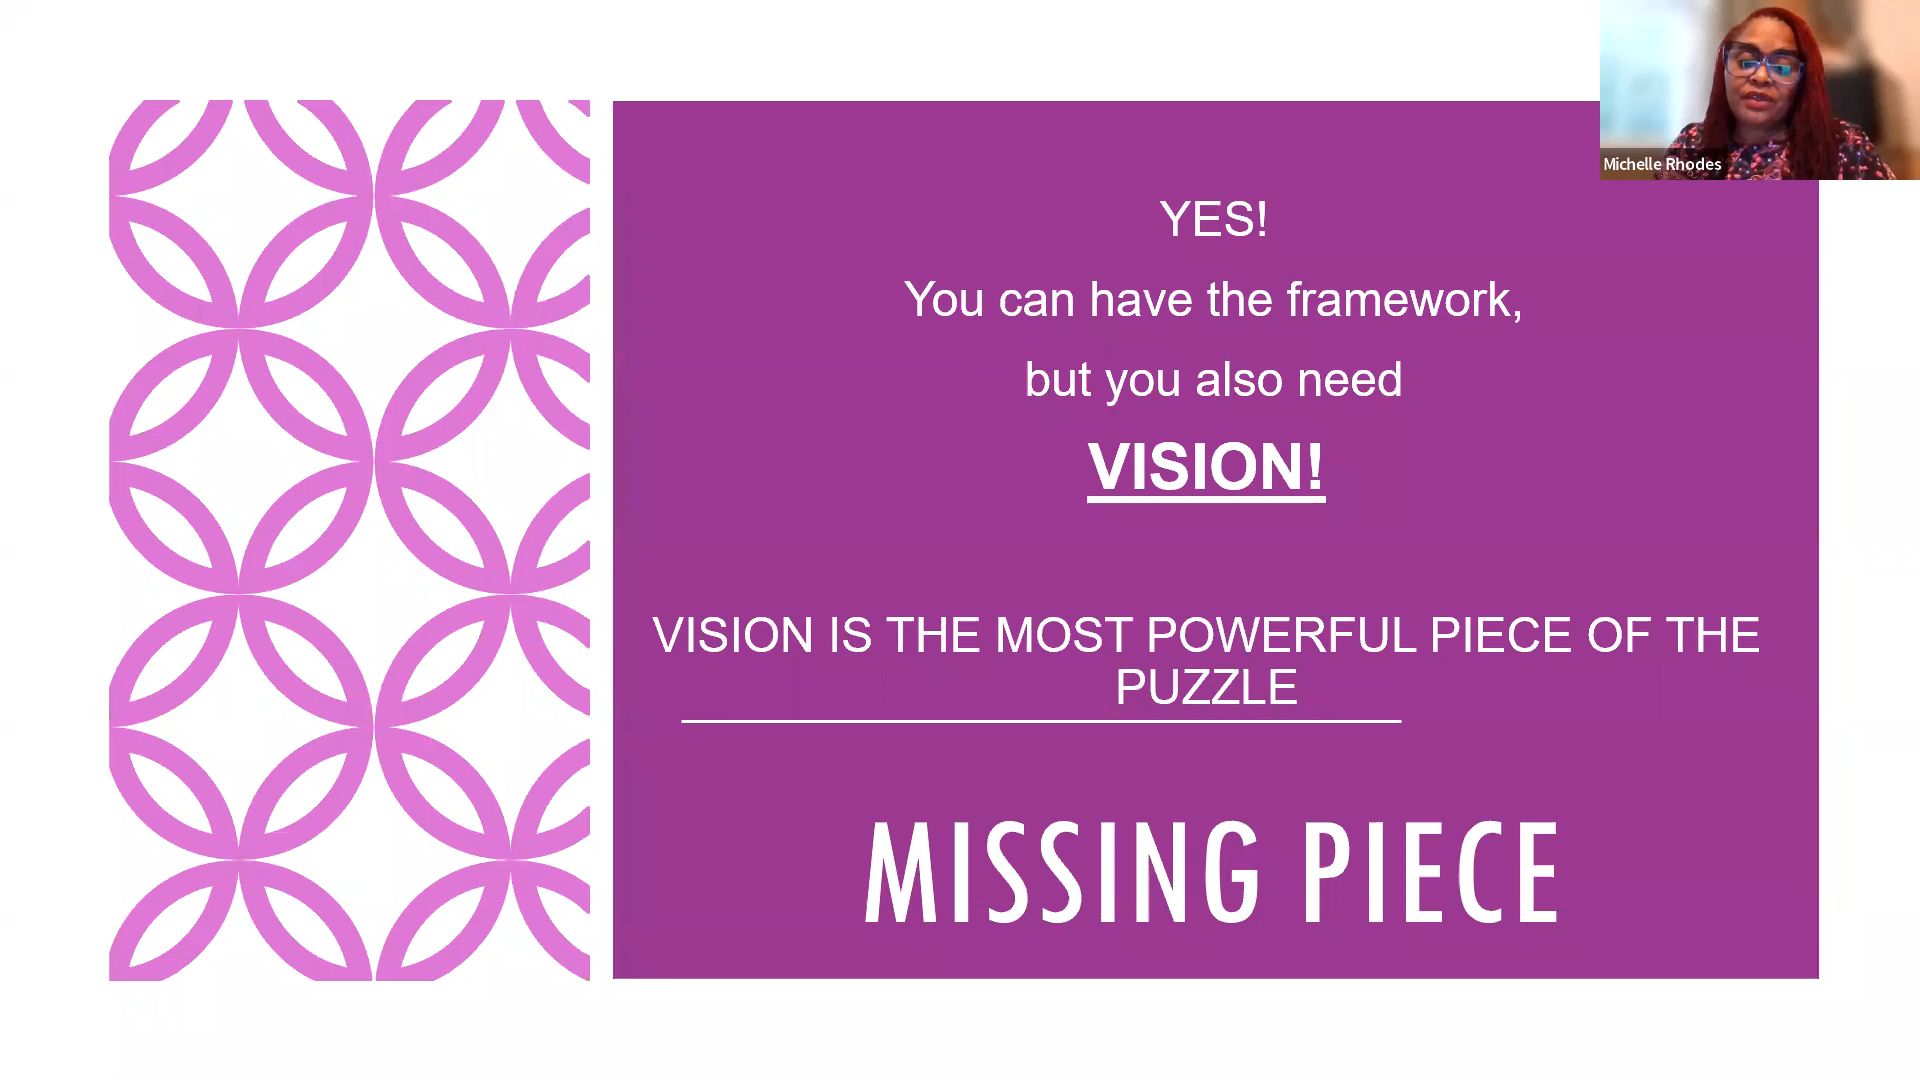 Michelle Rhodes
YES!
You can have the framework,
but you also need
VISION!
VISION IS THE MOST POWERFUL PIECE OF THE
PUZZLE
MISSING PIECE